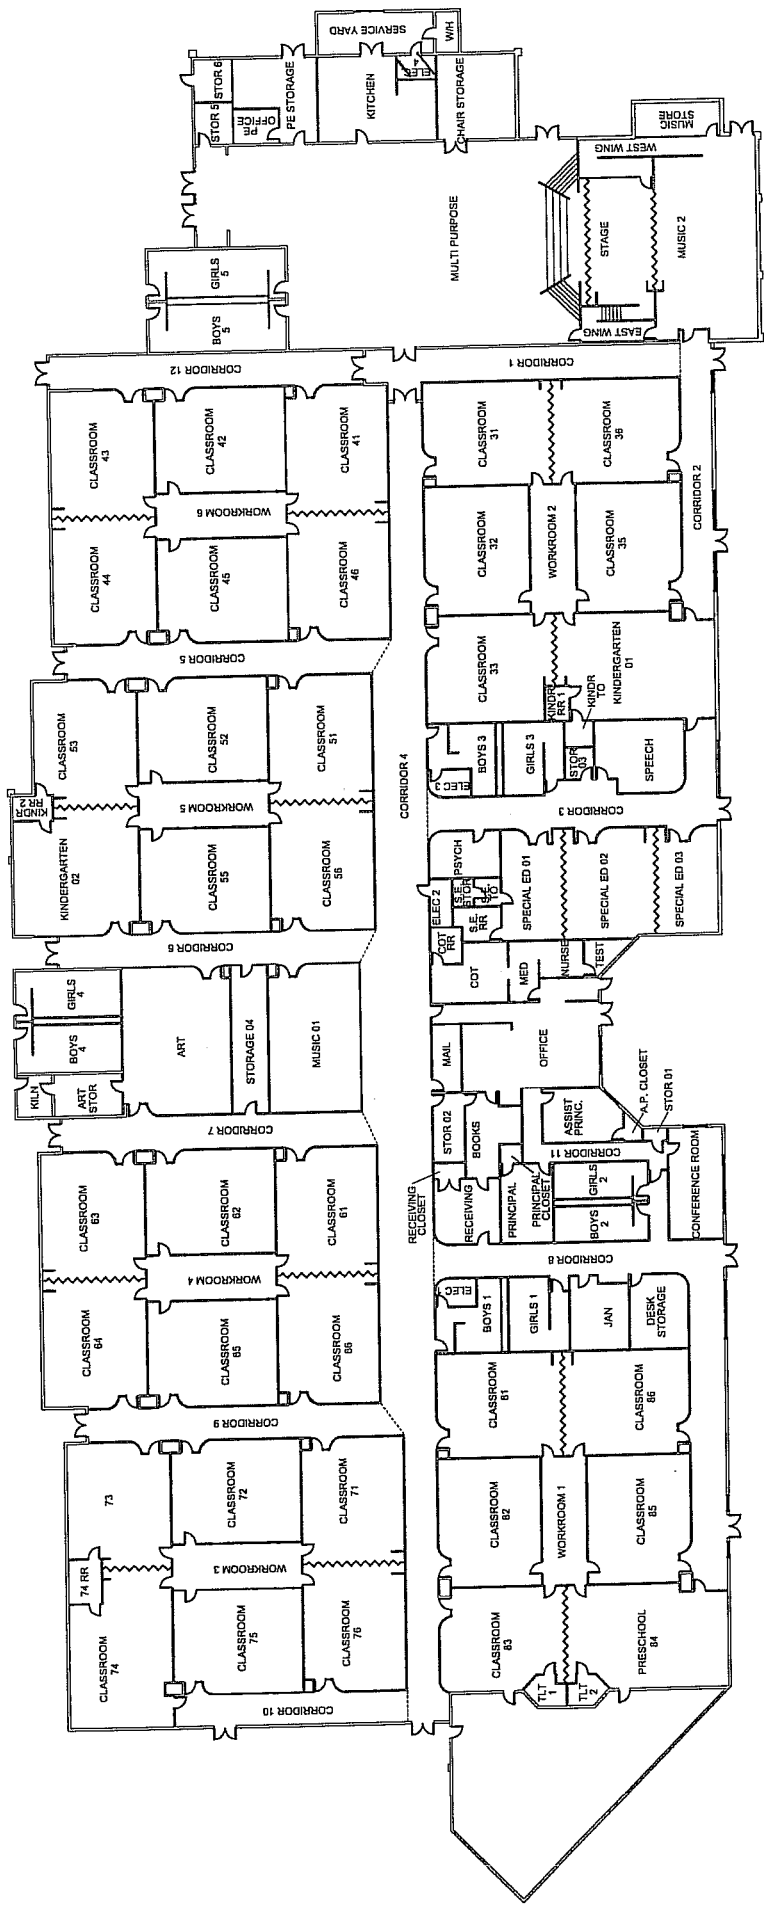 SERVICE YARD
W/H
STOR 6
STOR 5
PE
OFFICE
PE STORAGE
KITCHEN
ELEC
4
CHAIR STORAGE
MUSIC
STORE
WEST WING
MULTI PURPOSE
STAGE
MUSIC 2
EAST WING
GIRLS
5
BOYS
5
CORRIDOR 12
CORRIDOR 1
CLASSROOM
43
CLASSROOM
42
CLASSROOM
41
CLASSROOM
31
CLASSROOM
36
CORRIDOR 2
WORKROOM 6
CLASSROOM
44
CLASSROOM
45
CLASSROOM
46
CLASSROOM
32
WORKROOM 2
CLASSROOM
35
CORRIDOR 5
CLASSROOM
33
KINDR
RR 1
KINDR
TO
KINDERGARTEN
01
CLASSROOM
53
CLASSROOM
52
CLASSROOM
51
CORRIDOR 4
ELEC 3
BOYS 3
GIRLS 3
STOR
03
SPEECH
KINDR
RR 2
WORKROOM 5
CORRIDOR 3
KINDERGARTEN
02
CLASSROOM
55
CLASSROOM
56
PSYCH
ELEC 2
S.E.
STOR
S.E.
TO
S.E.
RR
SPECIAL ED 01
SPECIAL ED 02
SPECIAL ED 03
CORRIDOR 6
COT
RR
COT
MED
NURSE
TEST
GIRLS
4
BOYS
4
KILN
ART
STOR
ART
STORAGE 04
MUSIC 01
MAIL
OFFICE
CORRIDOR 7
STOR 02
BOOKS
ASSIST
PRINC.
A.P. CLOSET
STOR 01
CORRIDOR 11
RECEIVING
CLOSET
RECEIVING
PRINCIPAL
PRINCIPAL
CLOSET
GIRLS
2
BOYS
2
CONFERENCE ROOM
CLASSROOM
63
CLASSROOM
62
CLASSROOM
61
WORKROOM 4
CORRIDOR 8
CLASSROOM
64
CLASSROOM
65
CLASSROOM
66
ELEC
BOYS 1
GIRLS 1
JAN
DESK
STORAGE
CORRIDOR 9
CLASSROOM
81
CLASSROOM
86
73
CLASSROOM
72
CLASSROOM
71
CLASSROOM
82
WORKROOM 1
CLASSROOM
85
74 RR
WORKROOM 3
CLASSROOM
74
CLASSROOM
75
CLASSROOM
76
CLASSROOM
83
PRESCHOOL
84
TLT
1
TLT
2
CORRIDOR 10